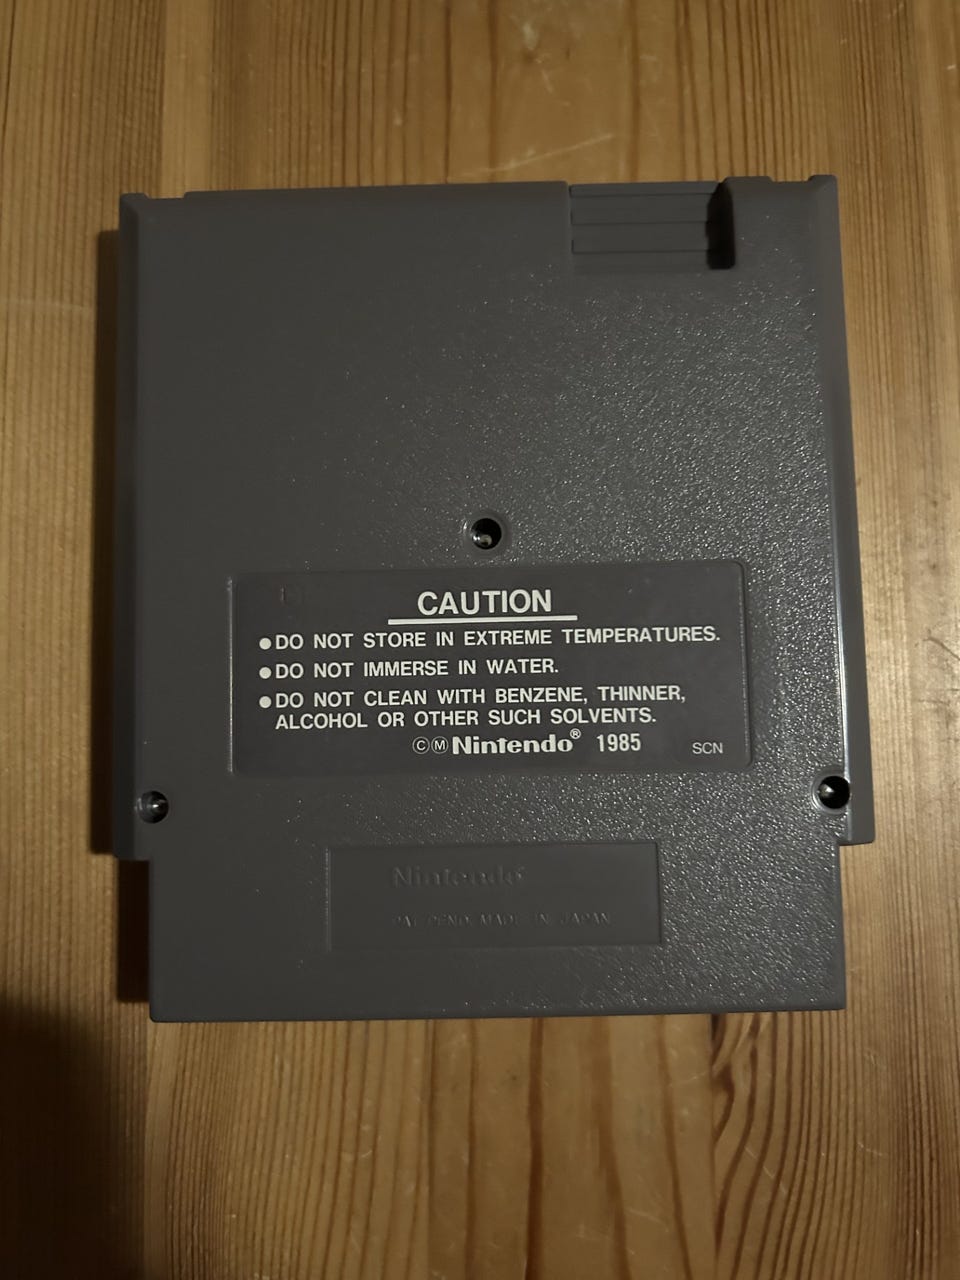 CAUTION
●DO NOT STORE IN EXTREME TEMPERATURES.
●DO NOT IMMERSE IN WATER.
●DO NOT CLEAN WITH BENZENE, THINNER,
ALCOHOL OR OTHER SUCH SOLVENTS.
ⒸⓂNintendo® 1985 SCN
Nintendo®
PAT. PEND. MADE IN JAPAN